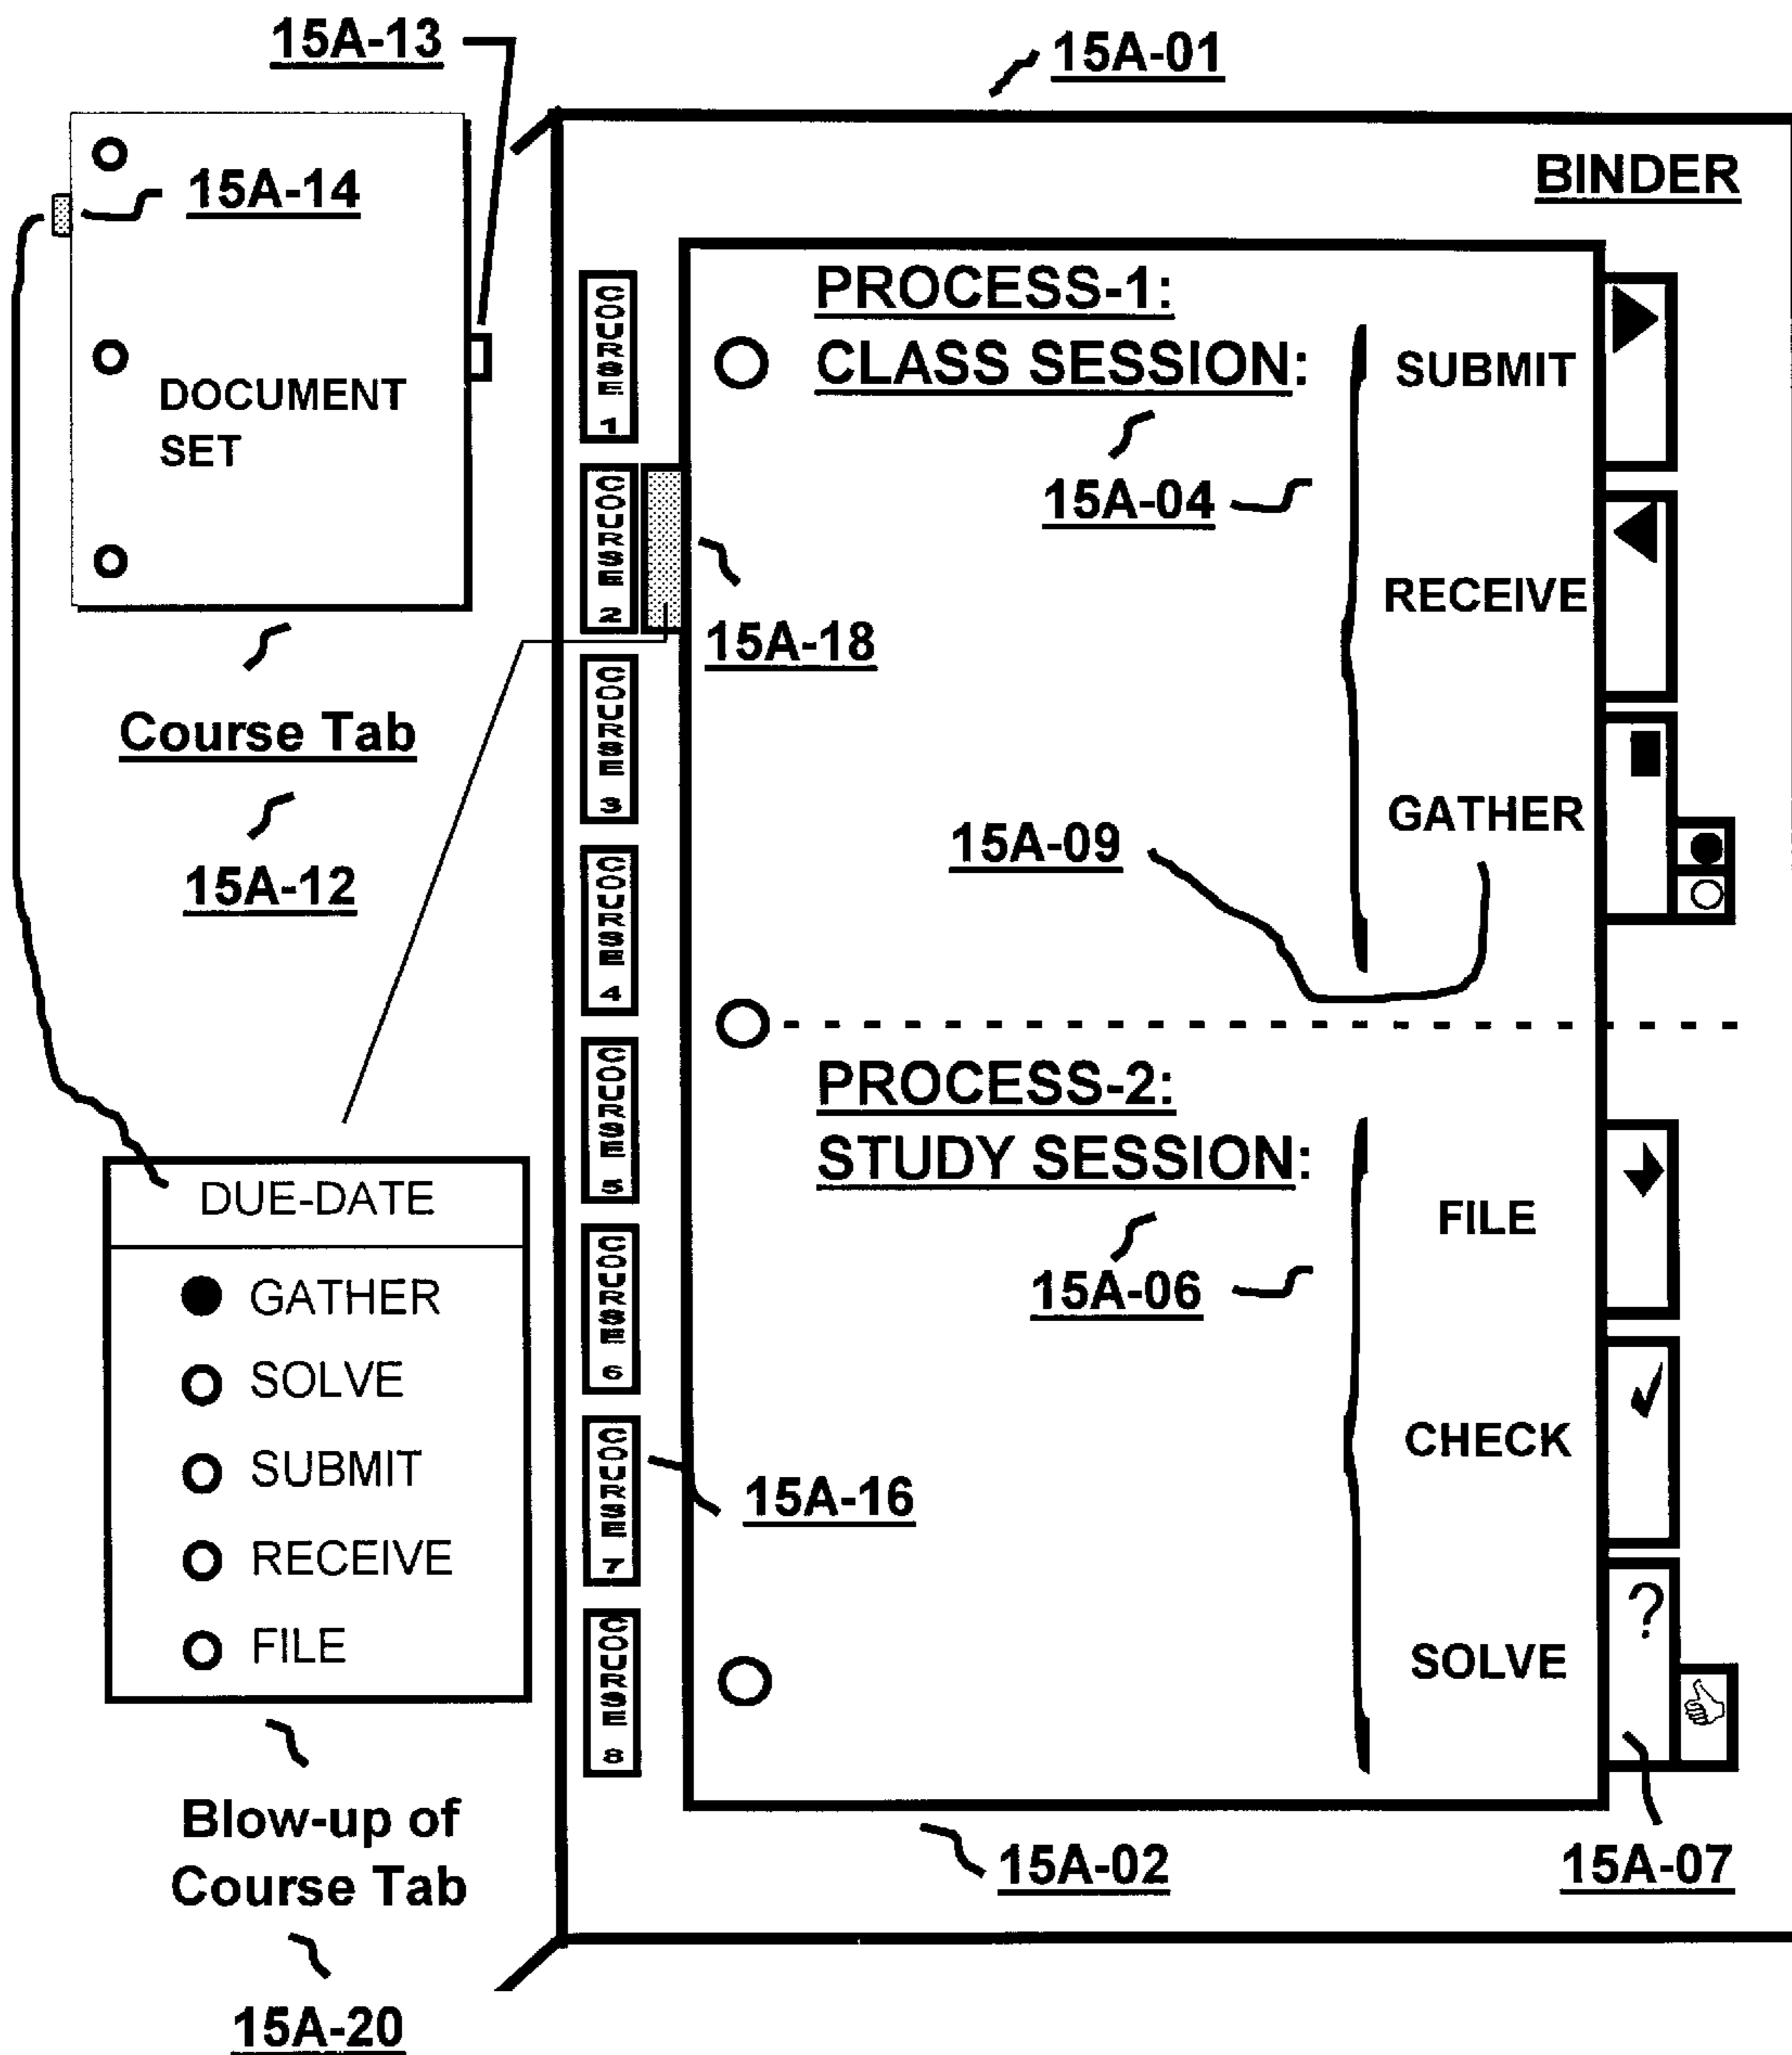 15A-13
15A-01
BINDER
15A-14
DOCUMENT
SET
Course Tab
15A-12
COURSE 1
COURSE 2
COURSE 3
COURSE 4
COURSE 5
COURSE 6
COURSE 7
COURSE 8
15A-18
PROCESS-1:
CLASS SESSION:
15A-04
SUBMIT
RECEIVE
GATHER
15A-09
PROCESS-2:
STUDY SESSION:
15A-06
FILE
CHECK
SOLVE
?
15A-16
15A-02
15A-07
DUE-DATE
GATHER
SOLVE
SUBMIT
RECEIVE
FILE
Blow-up of
Course Tab
15A-20